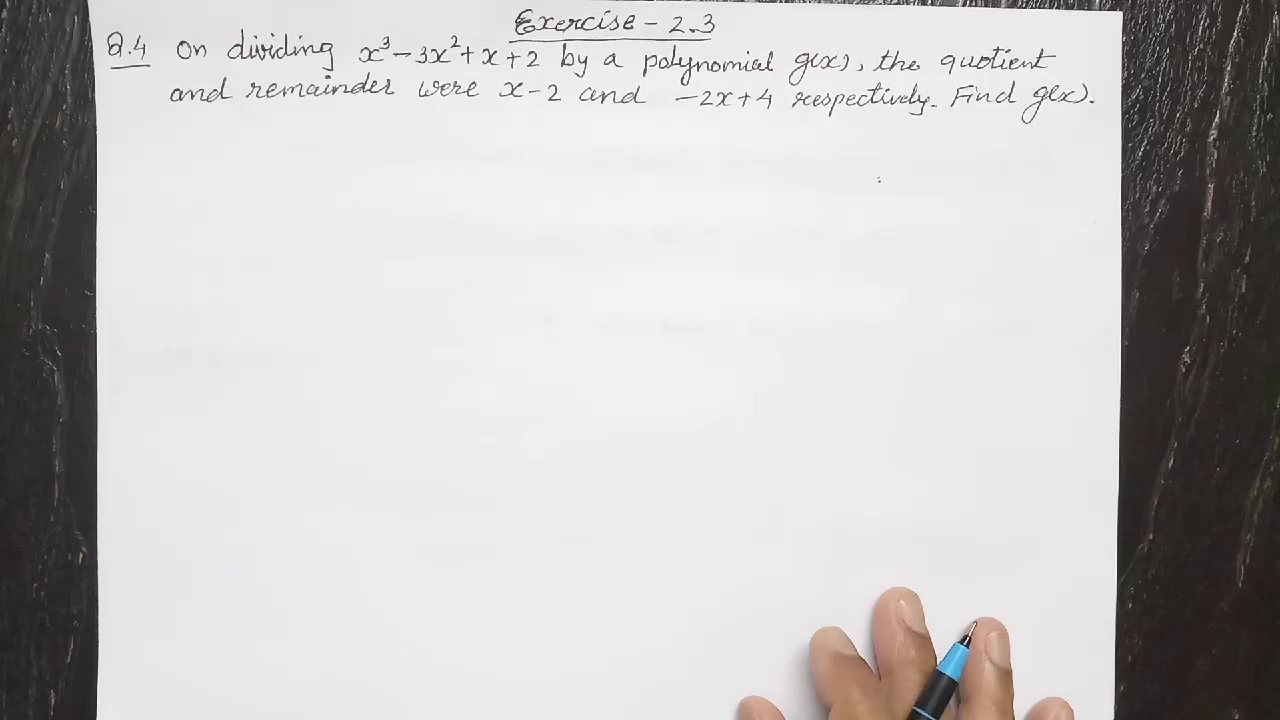 Exercise - 2.3
Q.4 on dividing x³-3x²+x+2 by a polynomial g(x), the quotient
and remainder were x-2 and -2x+4 respectively. Find g(x).